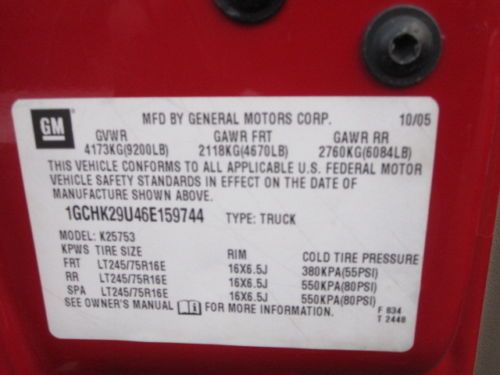 GM
MFD BY GENERAL MOTORS CORP. 10/05
GVWR GAWR FRT GAWR RR
4173KG(9200LB) 2118KG(4670LB) 2760KG(6084LB)
THIS VEHICLE CONFORMS TO ALL APPLICABLE U.S. FEDERAL MOTOR
VEHICLE SAFETY STANDARDS IN EFFECT ON THE DATE OF
MANUFACTURE SHOWN ABOVE.
1GCHK29U46E159744 TYPE: TRUCK
MODEL: K25753
KPWS TIRE SIZE RIM COLD TIRE PRESSURE
FRT LT245/75R16E 16X6.5J 380KPA(55PSI)
RR LT245/75R16E 16X6.5J 550KPA(80PSI)
SPA LT245/75R16E 16X6.5J 550KPA(80PSI)
SEE OWNER'S MANUAL FOR MORE INFORMATION. F 834
T 2448